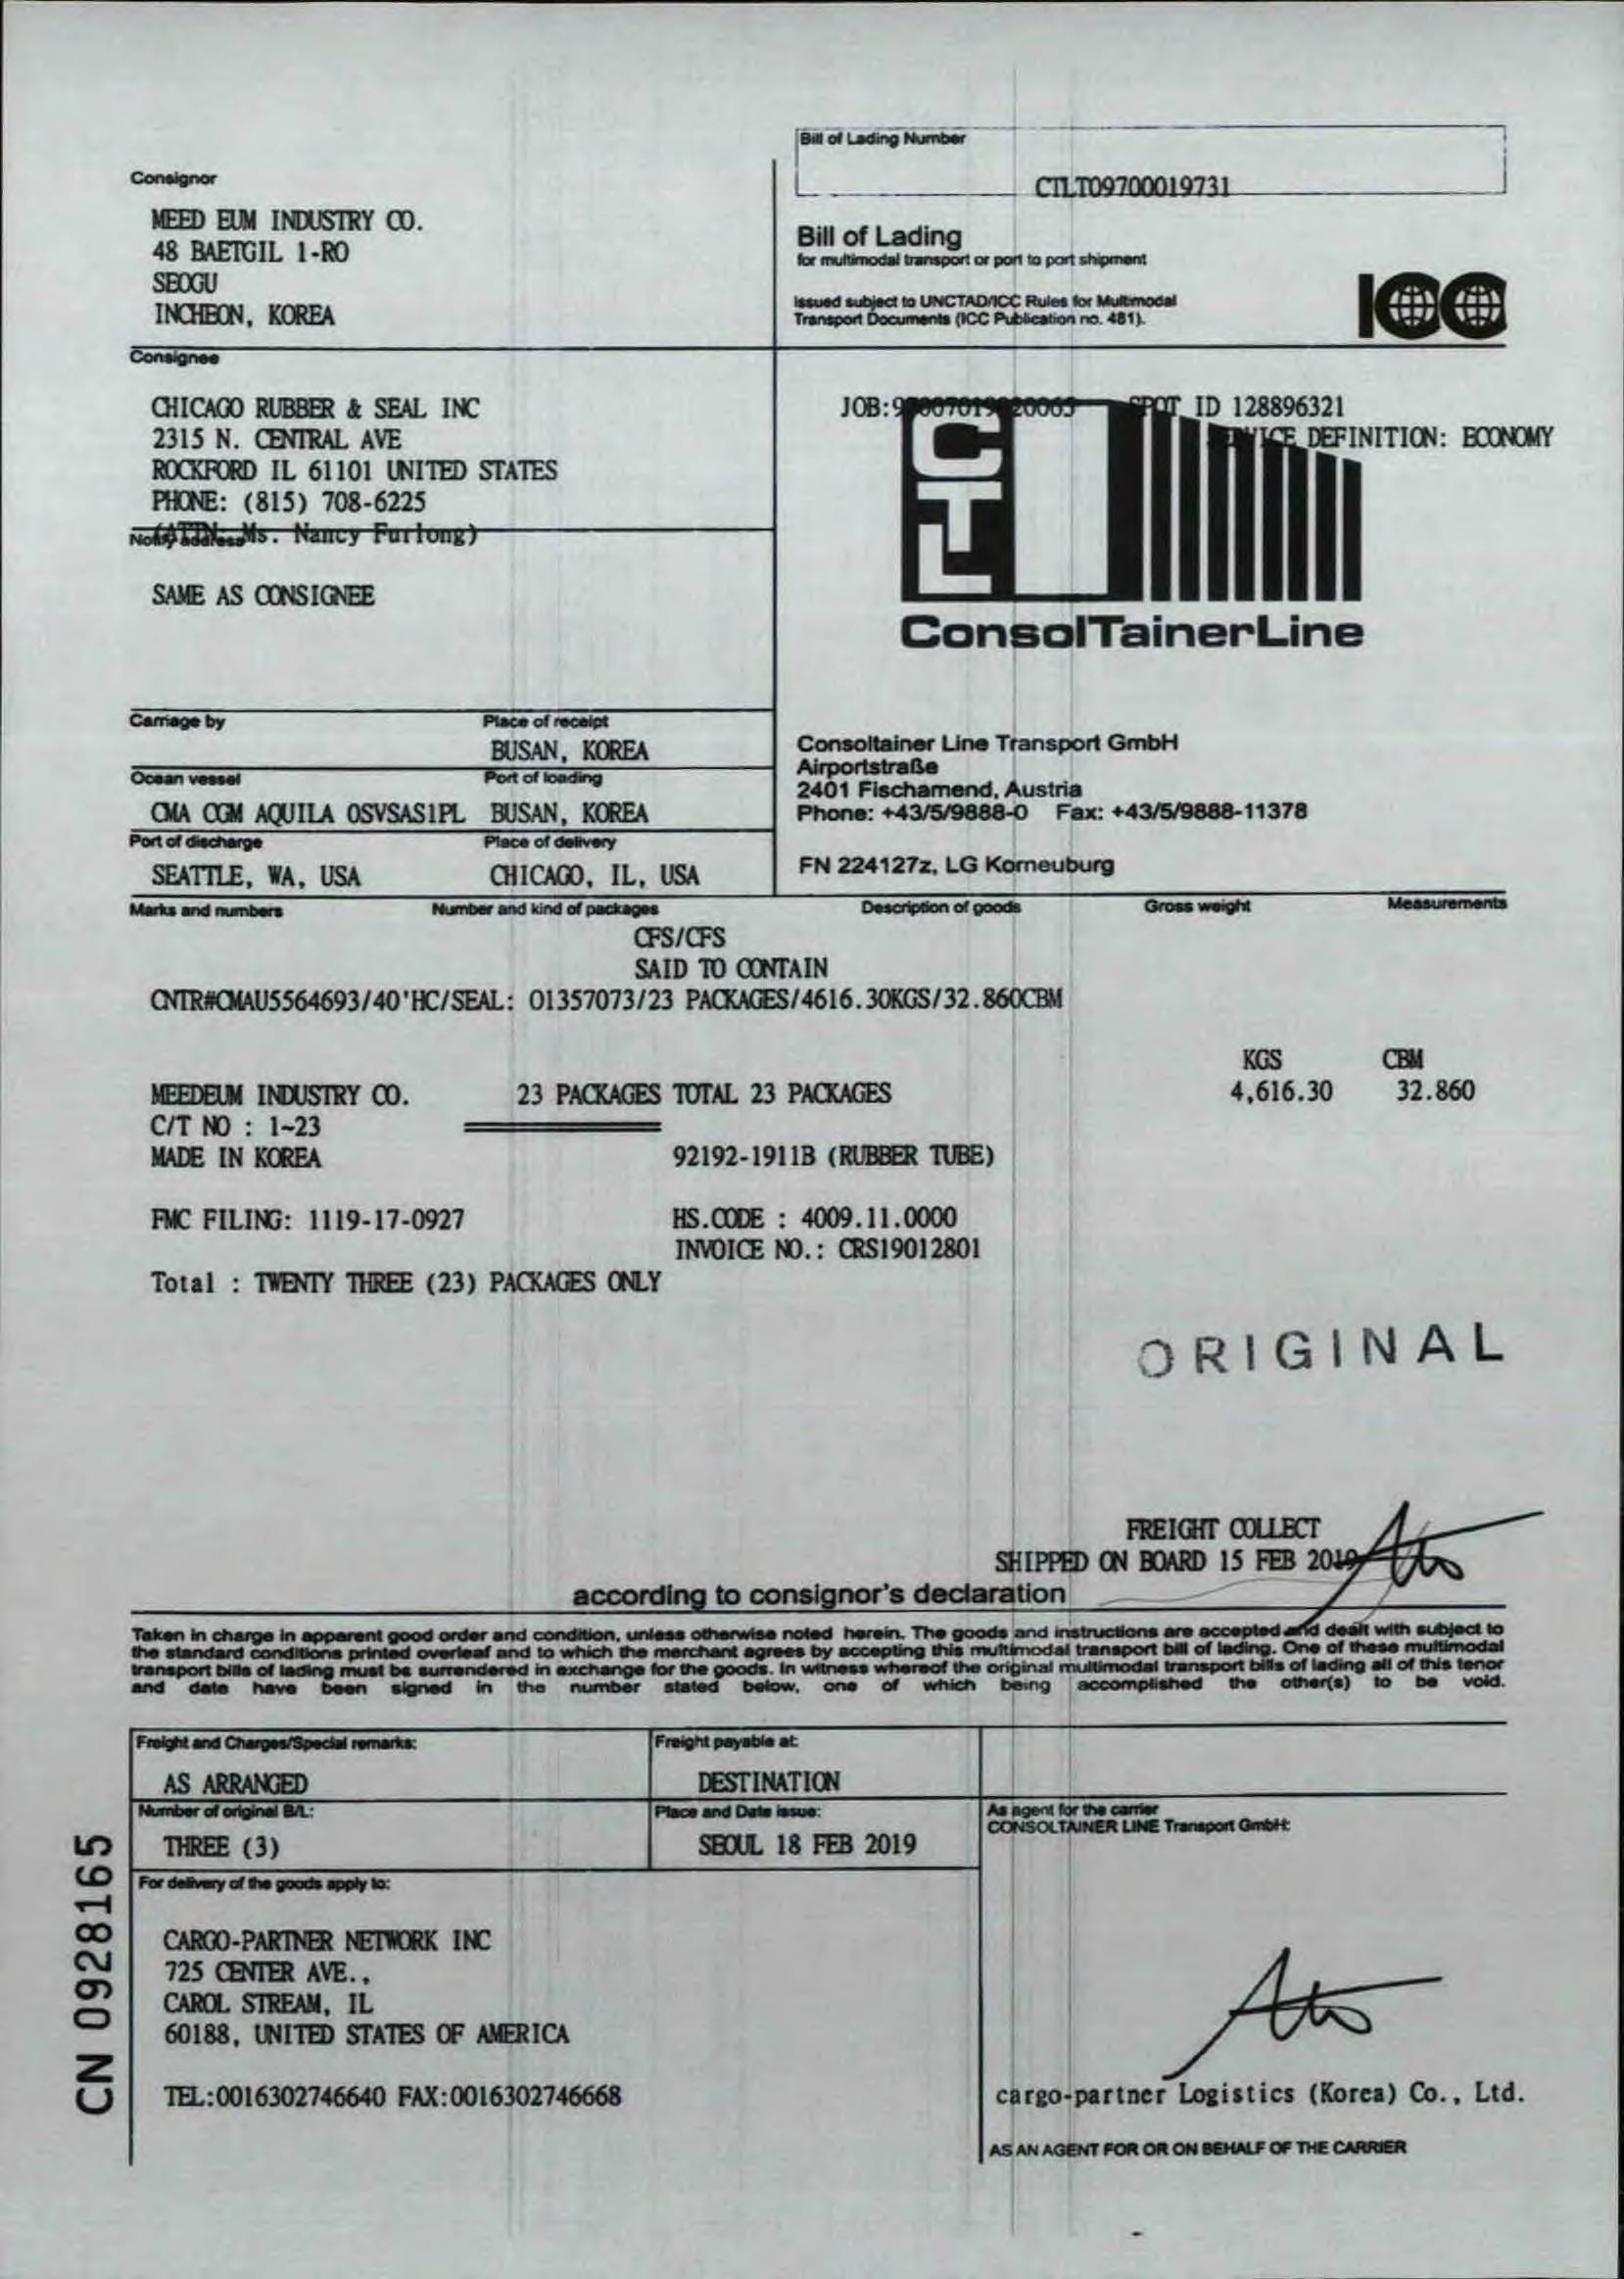 Bill of Lading Number
CTLT09700019731
Consignor
MEED EUM INDUSTRY CO.
48 BAETGIL 1-RO
SEOGU
INCHEON, KOREA
Bill of Lading
for multimodal transport or port to port shipment
Issued subject to UNCTAD/ICC Rules for Multimodal
Transport Documents (ICC Publication no. 481).
ICC
Consignee
CHICAGO RUBBER & SEAL INC
2315 N. CENTRAL AVE
ROCKFORD IL 61101 UNITED STATES
PHONE: (815) 708-6225
(ATTN. Ms. Nancy Furlong)
Notify address
SAME AS CONSIGNEE
JOB: SPOT ID 128896321
DEFINITION: ECONOMY
CTL
ConsolTainerLine
Carriage by
Place of receipt
BUSAN, KOREA
Ocean vessel
Port of loading
CMA CGM AQUILA 0SVSAS1PL BUSAN, KOREA
Port of discharge
Place of delivery
SEATTLE, WA, USA
CHICAGO, IL, USA
Consoltainer Line Transport GmbH
Airportstraße
2401 Fischamend, Austria
Phone: +43/5/9888-0 Fax: +43/5/9888-11378
FN 224127z, LG Korneuburg
Marks and numbers Number and kind of packages Description of goods Gross weight Measurements
CFS/CFS
SAID TO CONTAIN
CNTR#CMAU5564693/40'HC/SEAL: 01357073/23 PACKAGES/4616.30KGS/32.860CBM
KGS CBM
MEEDEUM INDUSTRY CO. 23 PACKAGES TOTAL 23 PACKAGES 4,616.30 32.860
C/T NO : 1~23
MADE IN KOREA 92192-1911B (RUBBER TUBE)
FMC FILING: 1119-17-0927 HS.CODE : 4009.11.0000
INVOICE NO.: CRS19012801
Total : TWENTY THREE (23) PACKAGES ONLY
ORIGINAL
FREIGHT COLLECT
SHIPPED ON BOARD 15 FEB 2019
according to consignor's declaration
Taken in charge in apparent good order and condition, unless otherwise noted herein. The goods and instructions are accepted and dealt with subject to
the standard conditions printed overleaf and to which the merchant agrees by accepting this multimodal transport bill of lading. One of these multimodal
transport bills of lading must be surrendered in exchange for the goods. In witness whereof the original multimodal transport bills of lading all of this tenor
and date have been signed in the number stated below, one of which being accomplished the other(s) to be void.
Freight and Charges/Special remarks:
AS ARRANGED
Freight payable at:
DESTINATION
Number of original B/L:
THREE (3)
Place and Date issue:
SEOUL 18 FEB 2019
As agent for the carrier
CONSOLTAINER LINE Transport GmbH:
For delivery of the goods apply to:
CARGO-PARTNER NETWORK INC
725 CENTER AVE.,
CAROL STREAM, IL
60188, UNITED STATES OF AMERICA
TEL:0016302746640 FAX:0016302746668
cargo-partner Logistics (Korea) Co., Ltd.
AS AN AGENT FOR OR ON BEHALF OF THE CARRIER
CN 0928165